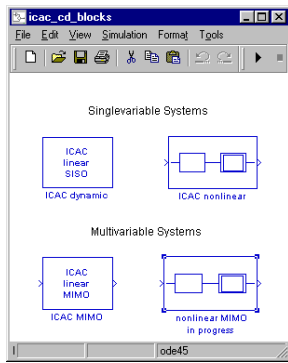 icac_cd_blocks
File Edit View Simulation Format Tools
Singlevariable Systems
ICAC
linear
SISO
ICAC dynamic
ICAC nonlinear
Multivariable Systems
ICAC
linear
MIMO
ICAC MIMO
nonlinear MIMO
in progress
ode45